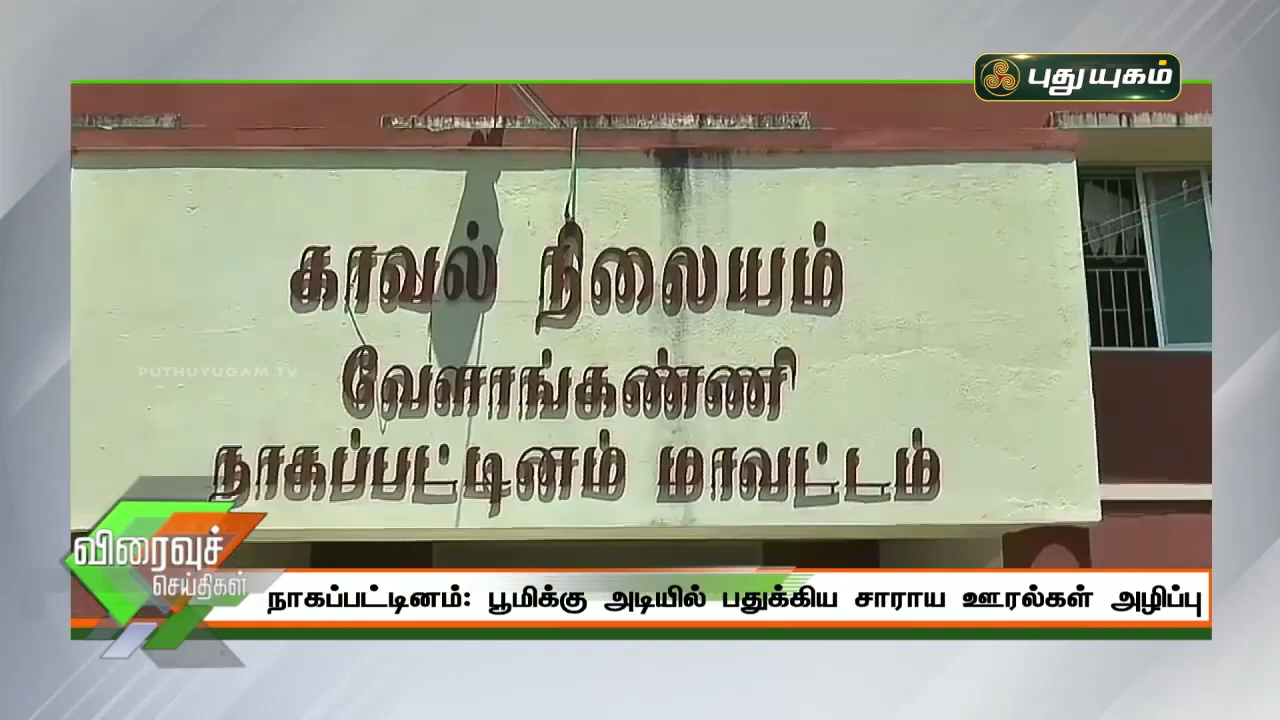 புதுயுகம்
காவல் நிலையம்
PUTHUYUGAM TV
வேளாங்கண்ணி
நாகப்பட்டினம் மாவட்டம்
விரைவுச்
செய்திகள்
நாகப்பட்டினம்: பூமிக்கு அடியில் பதுக்கிய சாராய ஊரல்கள் அழிப்பு